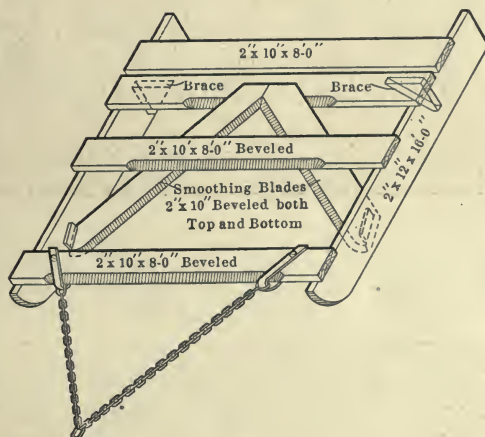 2"x 10"x 8'-0"
Brace
Brace
2"x 10"x 8'-0" Beveled
2"x 12"x 16'-0"
Smoothing Blades
2"x 10" Beveled both
Top and Bottom
2"x 10"x 8'-0" Beveled